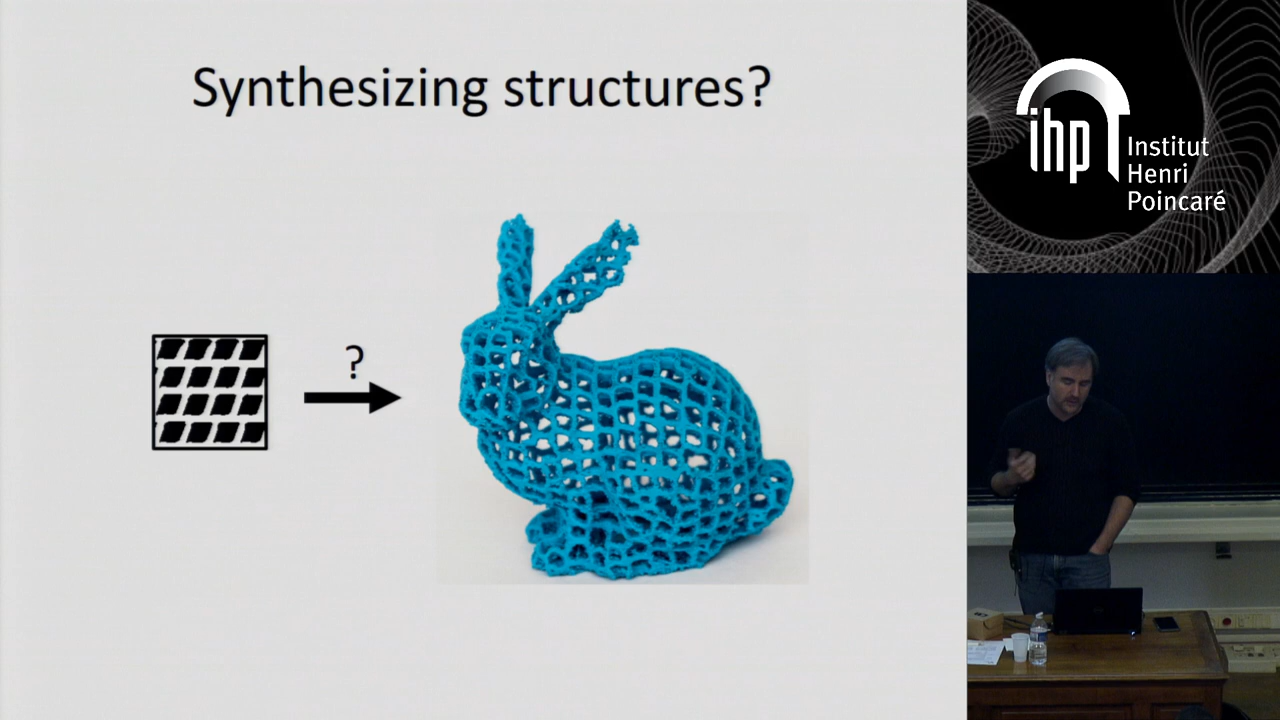 Synthesizing structures?
?
ihp
Institut
Henri
Poincaré